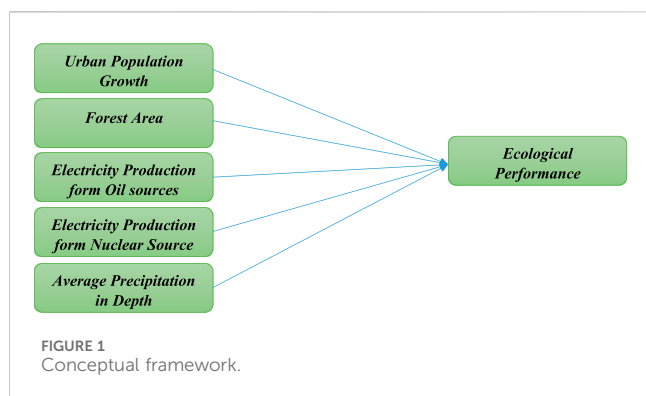 Urban Population
Growth
Forest Area
Electricity Production
form Oil sources
Electricity Production
form Nuclear Source
Average Precipitation
in Depth
Ecological
Performance
FIGURE 1
Conceptual framework.